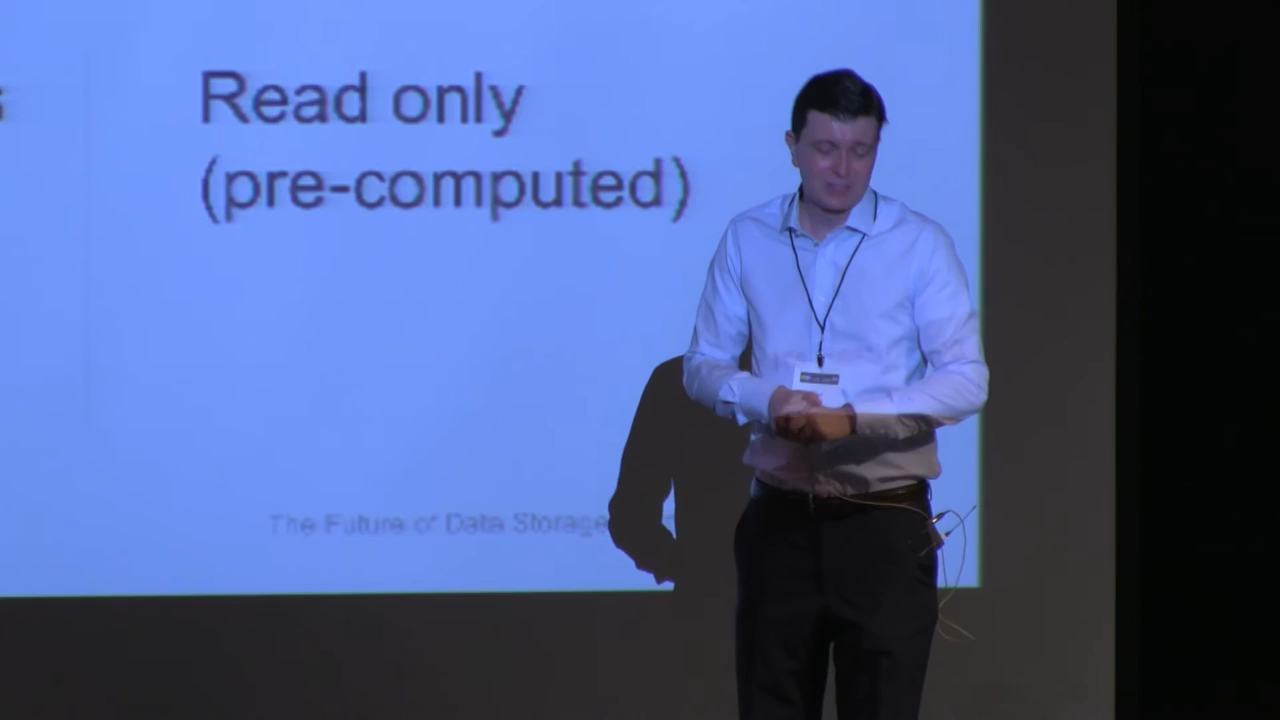 Read only
(pre-computed)
The Future of Data Storage